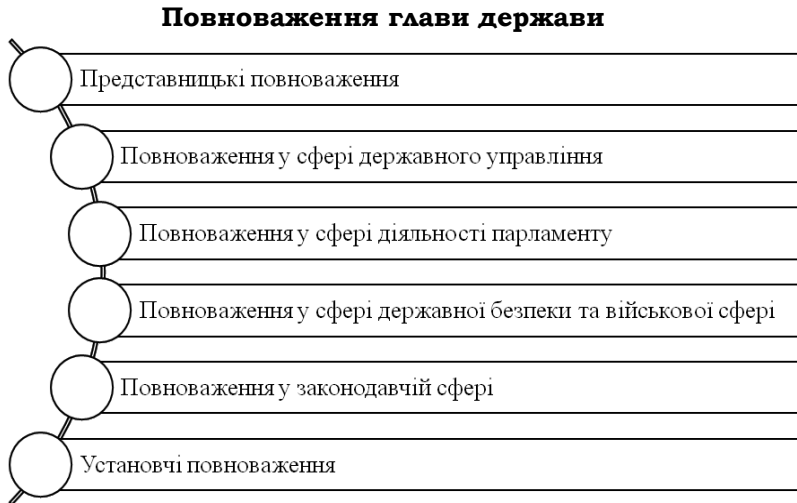 Повноваження глави держави
Представницькі повноваження
Повноваження у сфері державного управління
Повноваження у сфері діяльності парламенту
Повноваження у сфері державної безпеки та військової сфері
Повноваження у законодавчій сфері
Установчі повноваження